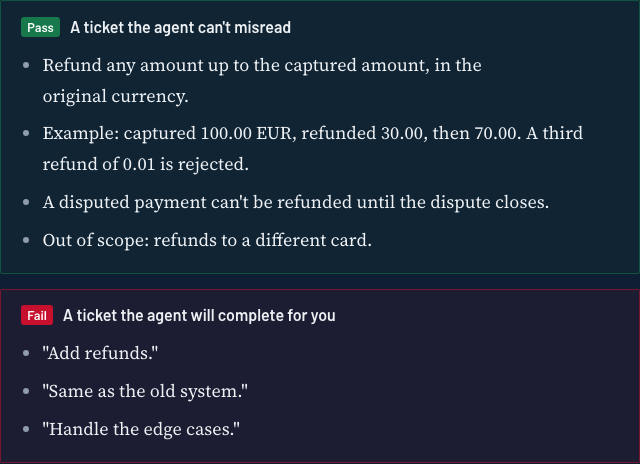 Pass A ticket the agent can't misread
Refund any amount up to the captured amount, in the
original currency.
Example: captured 100.00 EUR, refunded 30.00, then 70.00. A third
refund of 0.01 is rejected.
A disputed payment can't be refunded until the dispute closes.
Out of scope: refunds to a different card.
Fail A ticket the agent will complete for you
"Add refunds."
"Same as the old system."
"Handle the edge cases."